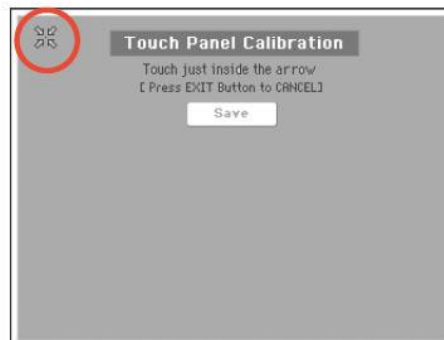 Touch Panel Calibration
Touch just inside the arrow
[ Press EXIT Button to CANCEL]
Save